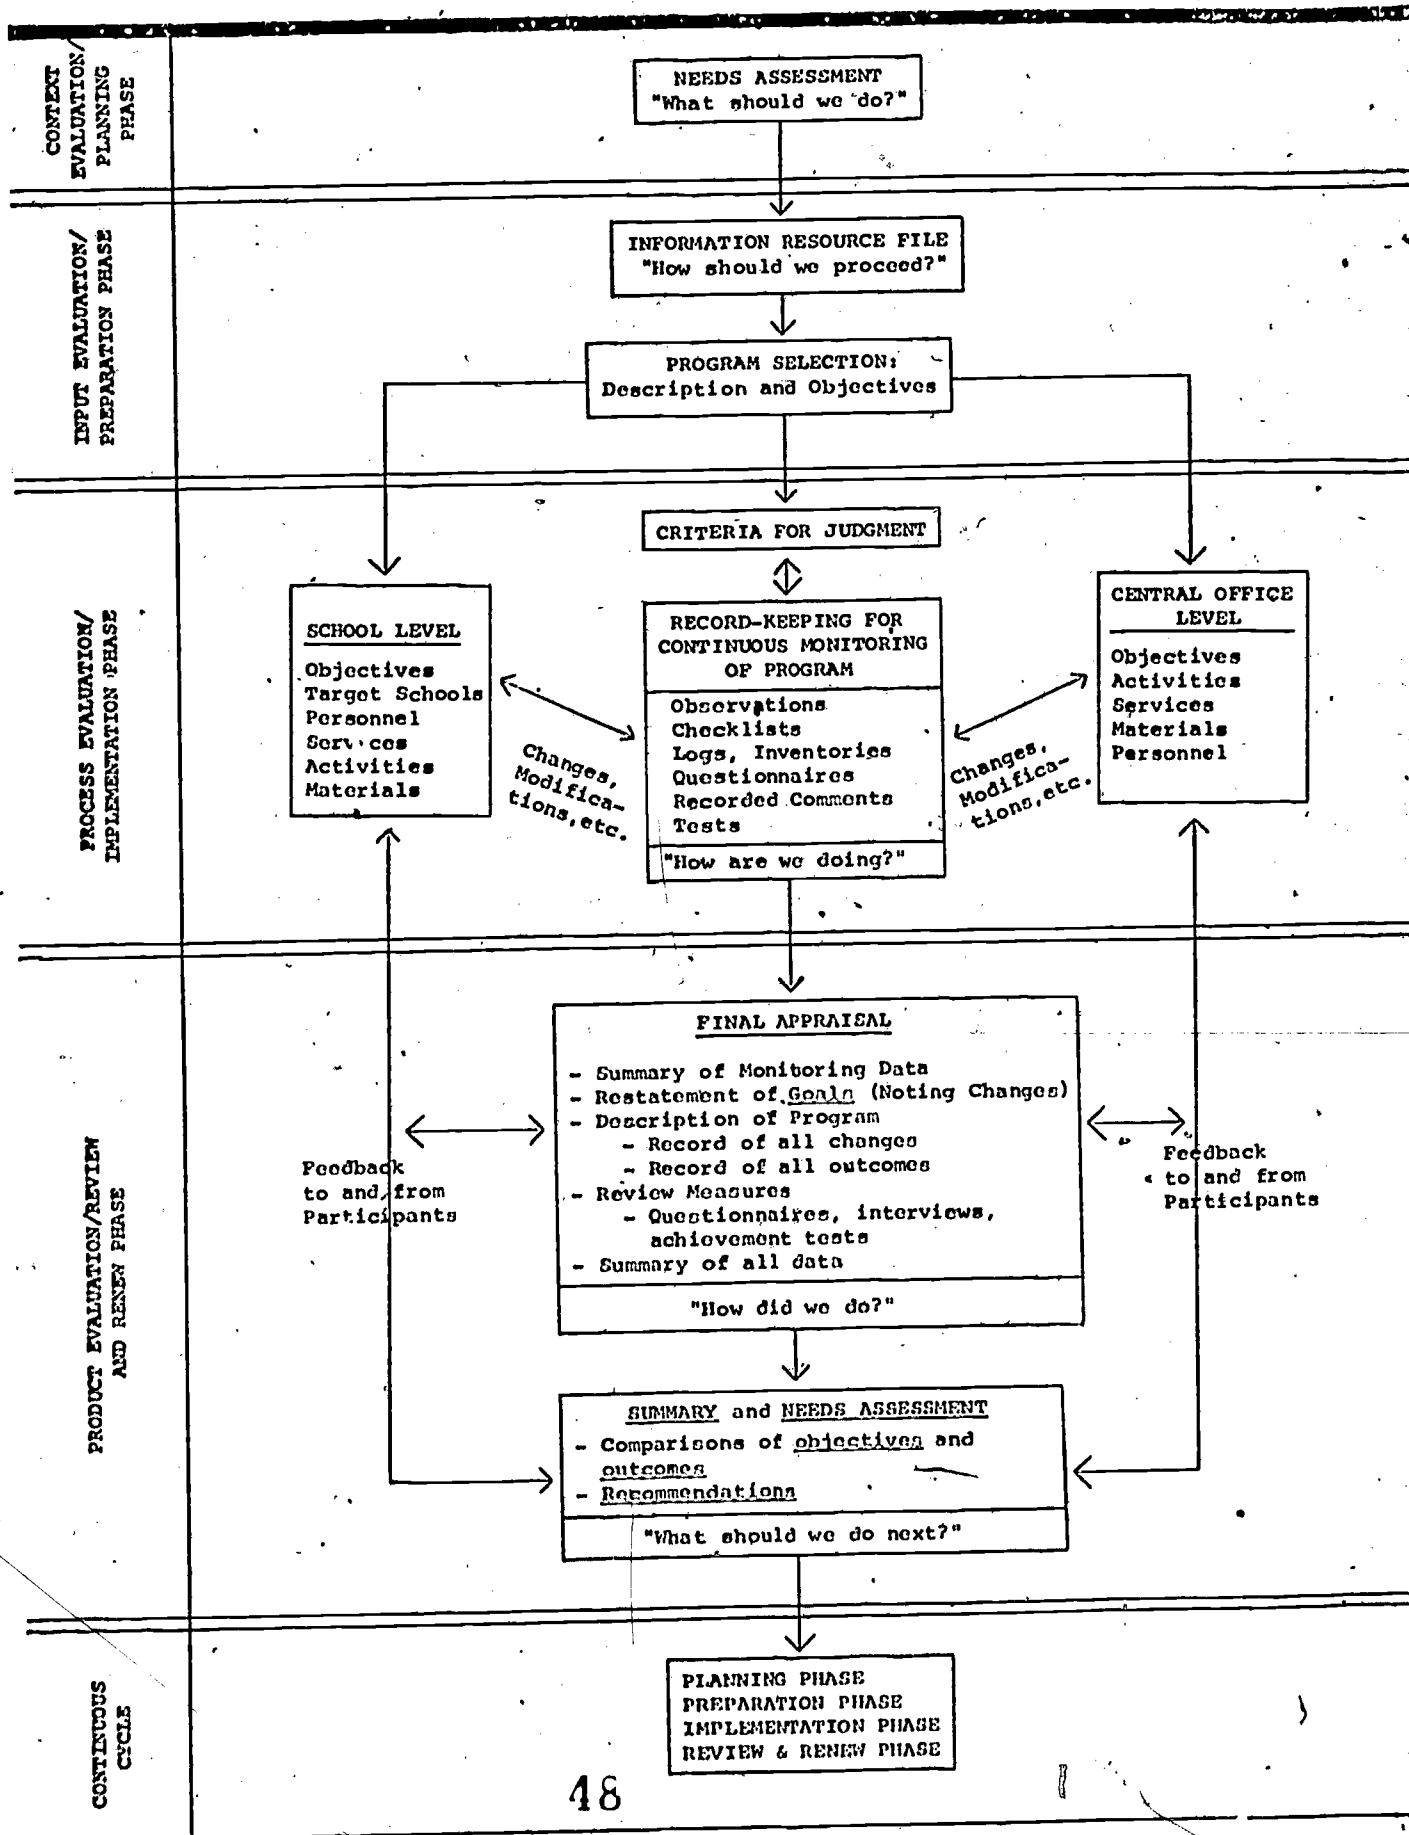 CONTEXT
EVALUATION/
PLANNING
PHASE
NEEDS ASSESSMENT
"What should we do?"
INPUT EVALUATION/
PREPARATION PHASE
INFORMATION RESOURCE FILE
"How should we proceed?"
PROGRAM SELECTION:
Description and Objectives
PROCESS EVALUATION/
IMPLEMENTATION PHASE
CRITERIA FOR JUDGMENT
SCHOOL LEVEL
Objectives
Target Schools
Personnel
Services
Activities
Materials
Changes,
Modifica-
tions,etc.
RECORD-KEEPING FOR
CONTINUOUS MONITORING
OF PROGRAM
Observations
Checklists
Logs, Inventories
Questionnaires
Recorded Comments
Tests
"How are we doing?"
Changes,
Modifica-
tions,etc.
CENTRAL OFFICE
LEVEL
Objectives
Activities
Services
Materials
Personnel
PRODUCT EVALUATION/REVIEW
AND RENEW PHASE
FINAL APPRAISAL
- Summary of Monitoring Data
- Restatement of Goals (Noting Changes)
- Description of Program
- Record of all changes
- Record of all outcomes
- Review Measures
- Questionnaires, interviews,
achievement tests
- Summary of all data
"How did we do?"
Feedback
to and from
Participants
Feedback
to and from
Participants
SUMMARY and NEEDS ASSESSMENT
- Comparisons of objectives and
outcomes
- Recommendations
"What should we do next?"
CONTINUOUS
CYCLE
PLANNING PHASE
PREPARATION PHASE
IMPLEMENTATION PHASE
REVIEW & RENEW PHASE
48